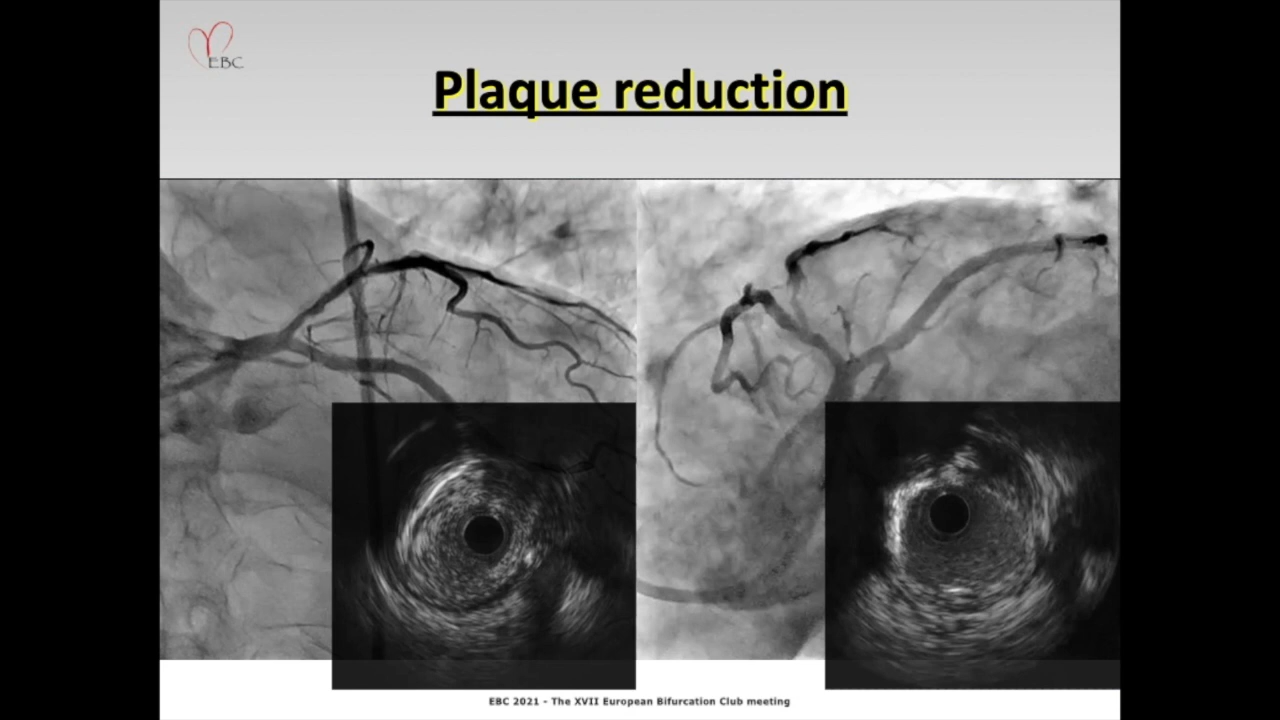 EBC
Plaque reduction
EBC 2021 - The XVII European Bifurcation Club meeting